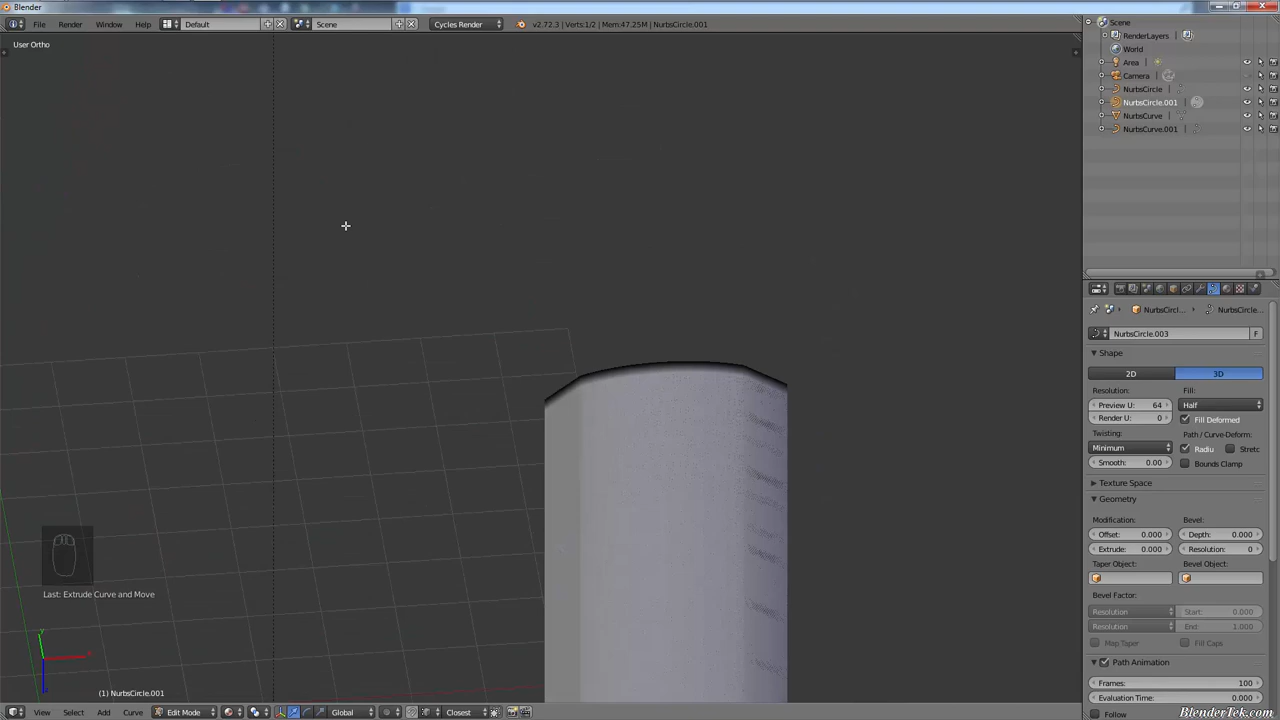 Blender
File Render Window Help Default Scene Cycles Render v2.72.3 | Verts:1/2 | Mem:47.25M | NurbsCircle.001
User Ortho
Scene
RenderLayers
World
Area
Camera
NurbsCircle
NurbsCircle.001
NurbsCurve
NurbsCurve.001
NurbsCircl... NurbsCircle...
NurbsCircle.003 F
Shape
2D 3D
Resolution: Fill:
Preview U: 64 Half
Render U: 0 Fill Deformed
Twisting: Path / Curve-Deform:
Minimum Radiu Stretc
Smooth: 0.00 Bounds Clamp
Texture Space
Geometry
Modification: Bevel:
Offset: 0.000 Depth: 0.000
Extrude: 0.000 Resolution: 0
Taper Object: Bevel Object:
Bevel Factor:
Resolution Start: 0.000
Resolution End: 1.000
Map Taper Fill Caps
Path Animation
Frames: 100
Evaluation Time: 0.000
Follow
Last: Extrude Curve and Move
y
x
z
(1) NurbsCircle.001
View Select Add Curve Edit Mode Global Closest
BlenderTek.com